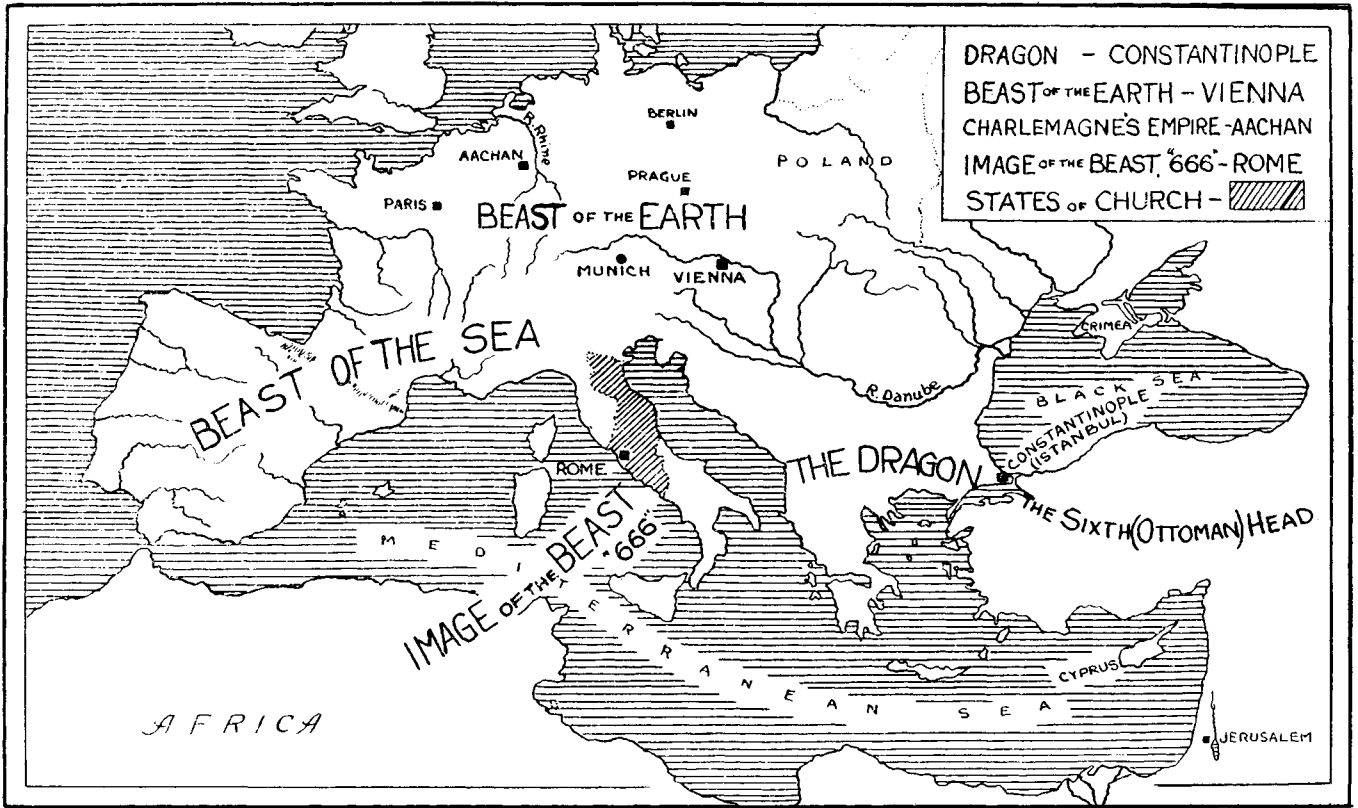 DRAGON - CONSTANTINOPLE
BEAST OF THE EARTH - VIENNA
CHARLEMAGNE'S EMPIRE - AACHAN
IMAGE OF THE BEAST, "666" - ROME
STATES OF CHURCH -
BERLIN
R. Rhine
AACHAN
POLAND
PRAGUE
PARIS
BEAST OF THE EARTH
MUNICH
VIENNA
CRIMEA
BEAST OF THE SEA
R. Danube
BLACK SEA
CONSTANTINOPLE
(ISTANBUL)
ROME
THE DRAGON
THE SIXTH (OTTOMAN) HEAD
IMAGE OF THE BEAST
"666"
MEDITERRANEAN SEA
CYPRUS
AFRICA
JERUSALEM